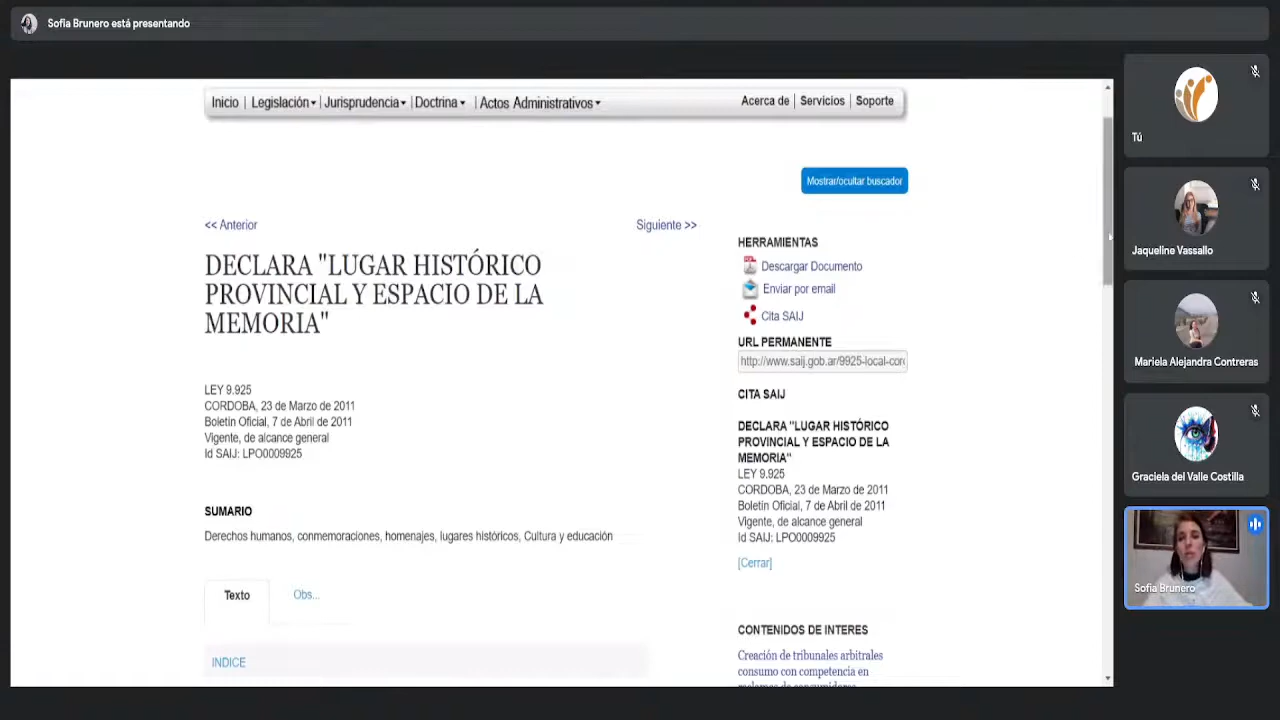 Sofia Brunero está presentando
Inicio | Legislación | Jurisprudencia | Doctrina | Actos Administrativos
Acerca de | Servicios | Soporte
Mostrar/ocultar buscador
<< Anterior
Siguiente >>
DECLARA "LUGAR HISTÓRICO
PROVINCIAL Y ESPACIO DE LA
MEMORIA"
LEY 9.925
CORDOBA, 23 de Marzo de 2011
Boletín Oficial, 7 de Abril de 2011
Vigente, de alcance general
Id SAIJ: LPO0009925
SUMARIO
Derechos humanos, conmemoraciones, homenajes, lugares históricos, Cultura y educación
Texto
Obs...
INDICE
HERRAMIENTAS
Descargar Documento
Enviar por email
Cita SAIJ
URL PERMANENTE
http://www.saij.gob.ar/9925-local-cor
CITA SAIJ
DECLARA "LUGAR HISTÓRICO
PROVINCIAL Y ESPACIO DE LA
MEMORIA"
LEY 9.925
CORDOBA, 23 de Marzo de 2011
Boletín Oficial, 7 de Abril de 2011
Vigente, de alcance general
Id SAIJ: LPO0009925
[Cerrar]
CONTENIDOS DE INTERES
Creación de tribunales arbitrales
consumo con competencia en
Tú
Jaqueline Vassallo
Mariela Alejandra Contreras
Graciela del Valle Costilla
Sofia Brunero